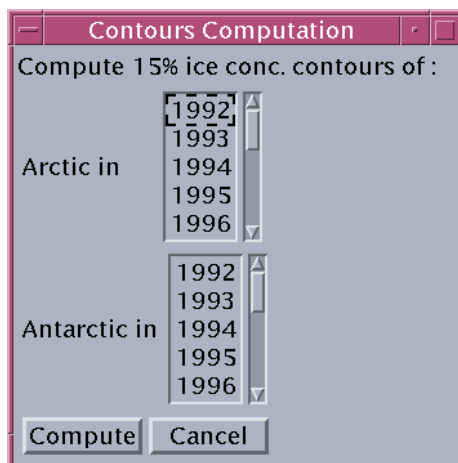 Contours Computation
Compute 15% ice conc. contours of :
Arctic in
1992
1993
1994
1995
1996
Antarctic in
1992
1993
1994
1995
1996
Compute Cancel